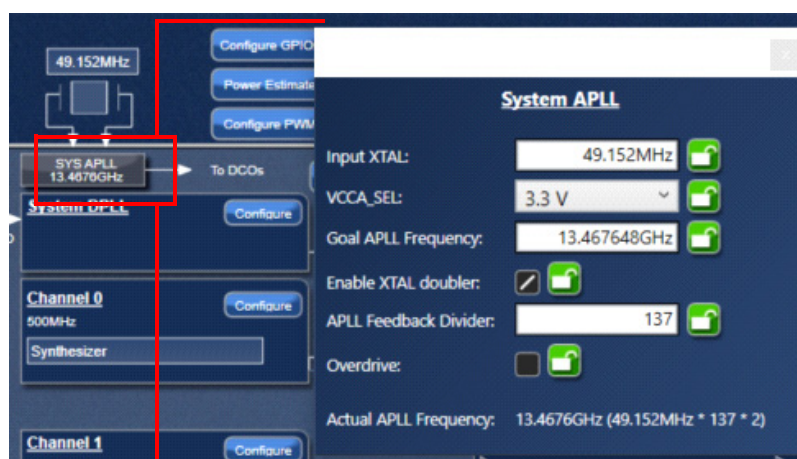 49.152MHz
Configure GPIO
Power Estimate
Configure PWM
SYS APLL
13.4676GHz
To DCOs
System DPLL
Configure
Channel 0
500MHz
Configure
Synthesizer
Channel 1
Configure
x
System APLL
Input XTAL: 49.152MHz
VCCA_SEL: 3.3 V
Goal APLL Frequency: 13.467648GHz
Enable XTAL doubler:
APLL Feedback Divider: 137
Overdrive:
Actual APLL Frequency: 13.4676GHz (49.152MHz * 137 * 2)